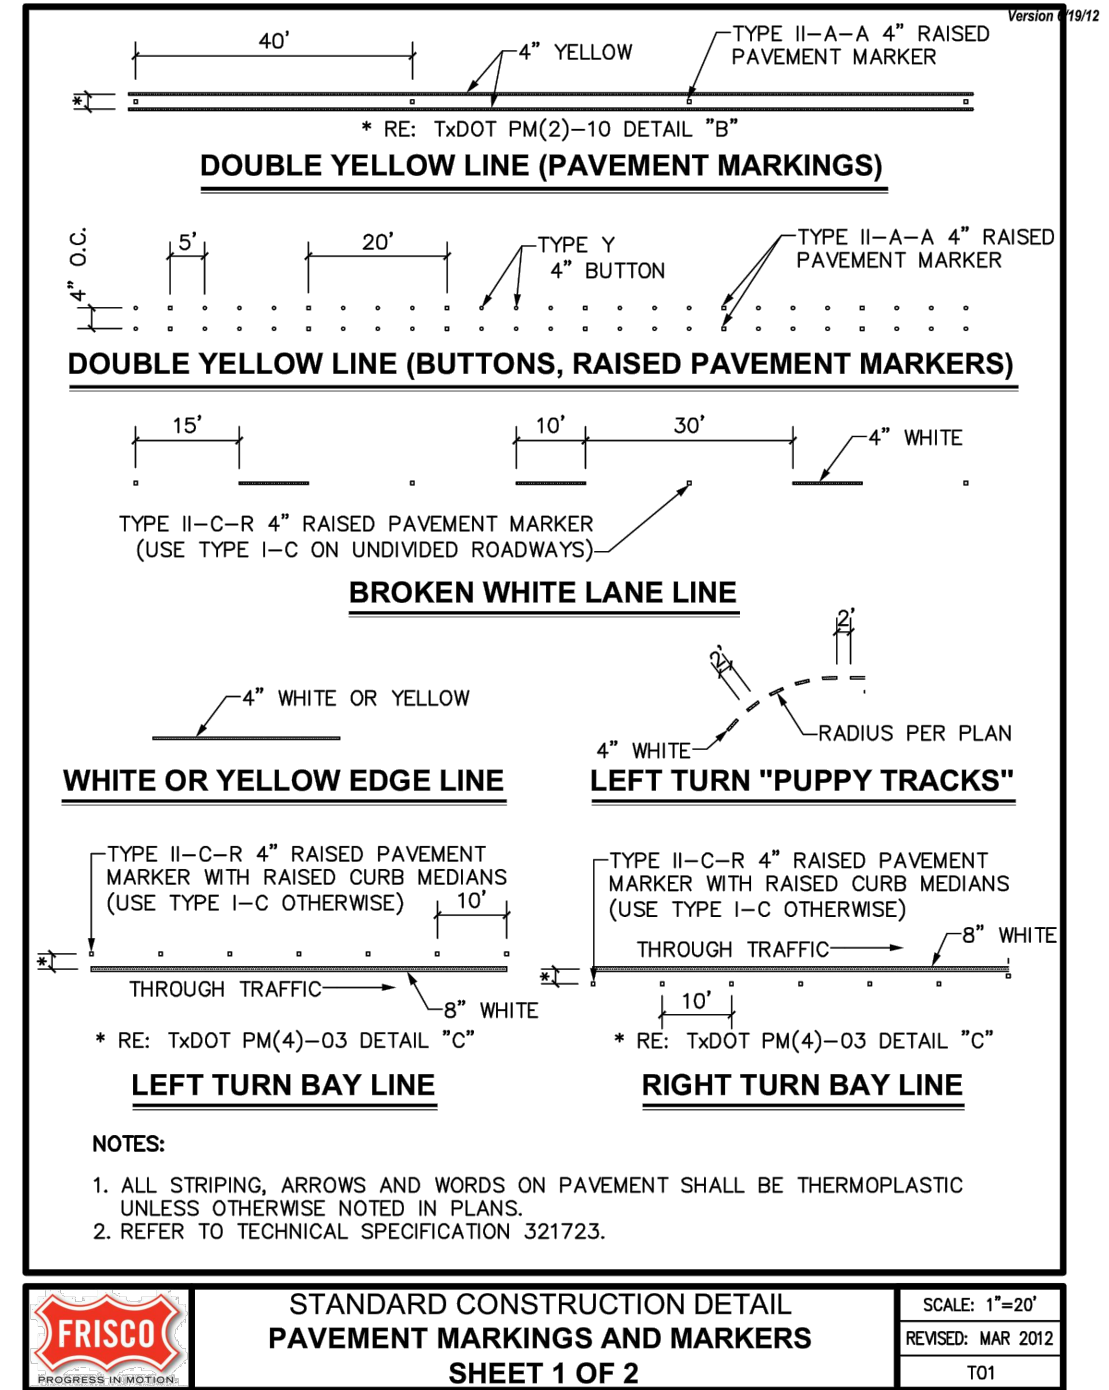 Version 6/19/12
40'
4" YELLOW
TYPE II-A-A 4" RAISED
PAVEMENT MARKER
*
* RE: TxDOT PM(2)-10 DETAIL "B"
DOUBLE YELLOW LINE (PAVEMENT MARKINGS)
4" O.C.
5'
20'
TYPE Y
4" BUTTON
TYPE II-A-A 4" RAISED
PAVEMENT MARKER
DOUBLE YELLOW LINE (BUTTONS, RAISED PAVEMENT MARKERS)
15'
10'
30'
4" WHITE
TYPE II-C-R 4" RAISED PAVEMENT MARKER
(USE TYPE I-C ON UNDIVIDED ROADWAYS)
BROKEN WHITE LANE LINE
4" WHITE OR YELLOW
WHITE OR YELLOW EDGE LINE
2'
2'
4" WHITE
RADIUS PER PLAN
LEFT TURN "PUPPY TRACKS"
TYPE II-C-R 4" RAISED PAVEMENT
MARKER WITH RAISED CURB MEDIANS
(USE TYPE I-C OTHERWISE)
10'
*
THROUGH TRAFFIC
8" WHITE
* RE: TxDOT PM(4)-03 DETAIL "C"
LEFT TURN BAY LINE
TYPE II-C-R 4" RAISED PAVEMENT
MARKER WITH RAISED CURB MEDIANS
(USE TYPE I-C OTHERWISE)
THROUGH TRAFFIC
8" WHITE
*
10'
* RE: TxDOT PM(4)-03 DETAIL "C"
RIGHT TURN BAY LINE
NOTES:
1. ALL STRIPING, ARROWS AND WORDS ON PAVEMENT SHALL BE THERMOPLASTIC
UNLESS OTHERWISE NOTED IN PLANS.
2. REFER TO TECHNICAL SPECIFICATION 321723.
FRISCO
PROGRESS IN MOTION
STANDARD CONSTRUCTION DETAIL
PAVEMENT MARKINGS AND MARKERS
SHEET 1 OF 2
SCALE: 1"=20'
REVISED: MAR 2012
T01